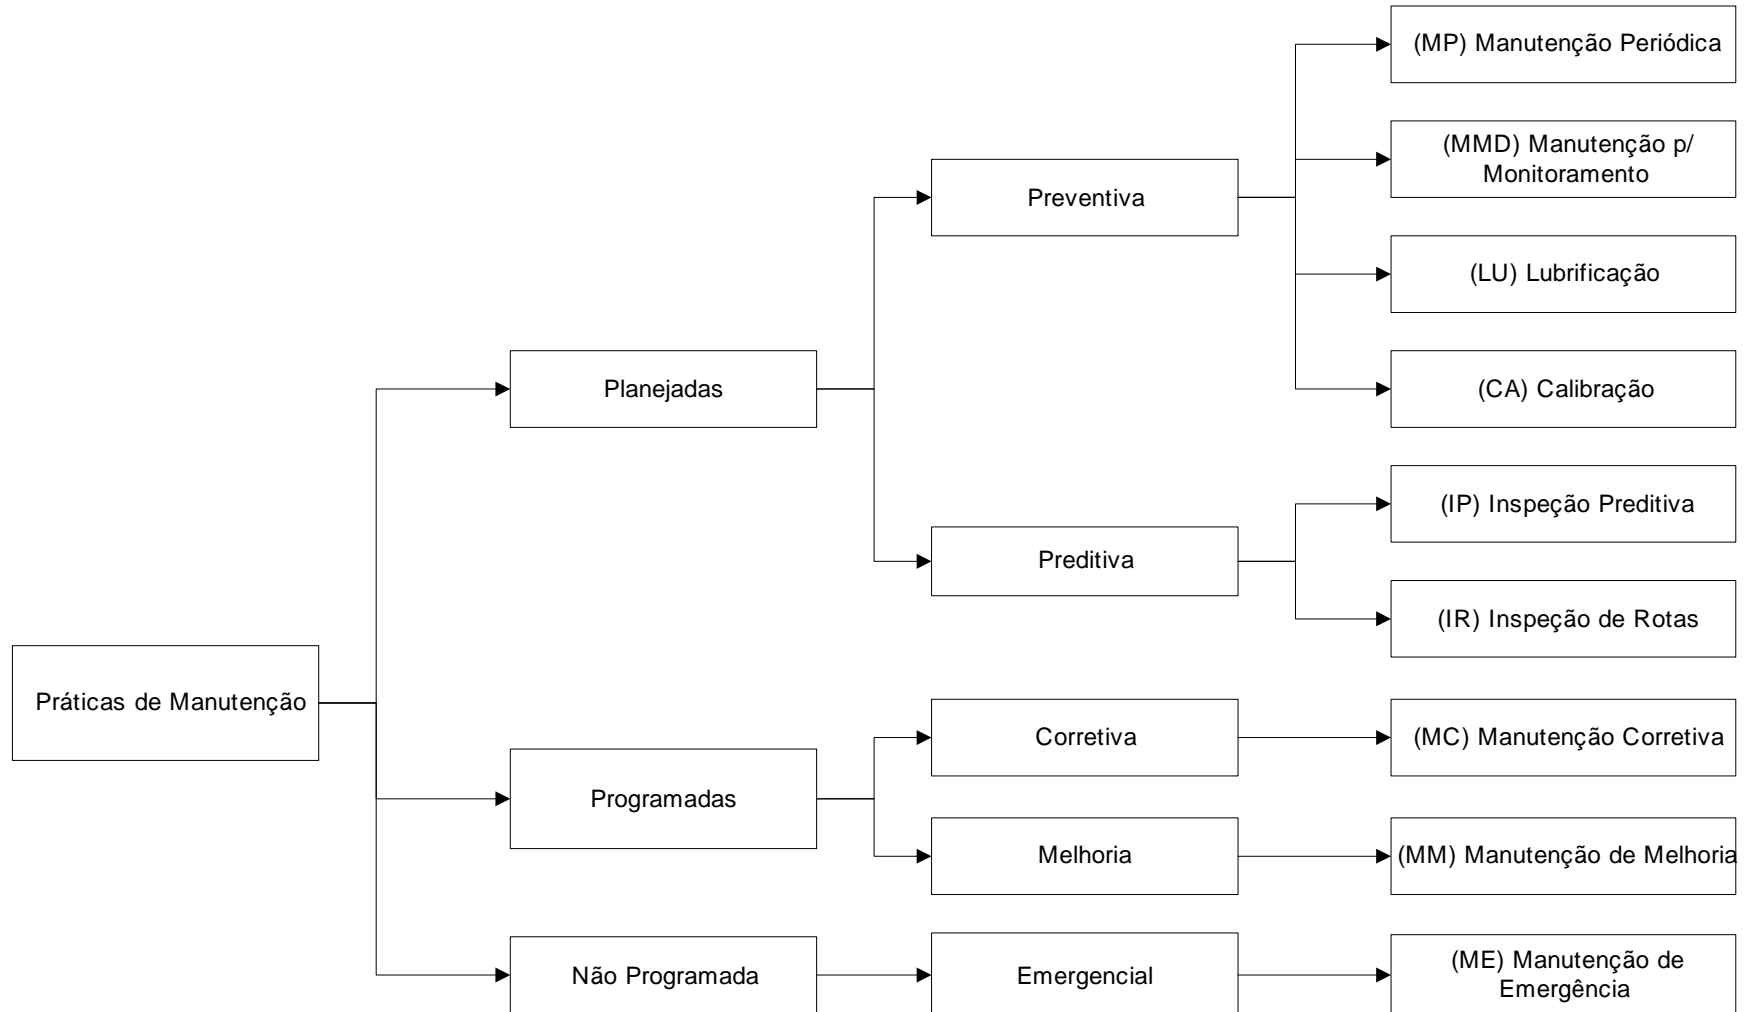 (MP) Manutenção Periódica
(MMD) Manutenção p/
Monitoramento
Preventiva
(LU) Lubrificação
Planejadas
(CA) Calibração
(IP) Inspeção Preditiva
Preditiva
(IR) Inspeção de Rotas
Práticas de Manutenção
Corretiva
(MC) Manutenção Corretiva
Programadas
Melhoria
(MM) Manutenção de Melhoria
Não Programada
Emergencial
(ME) Manutenção de
Emergência